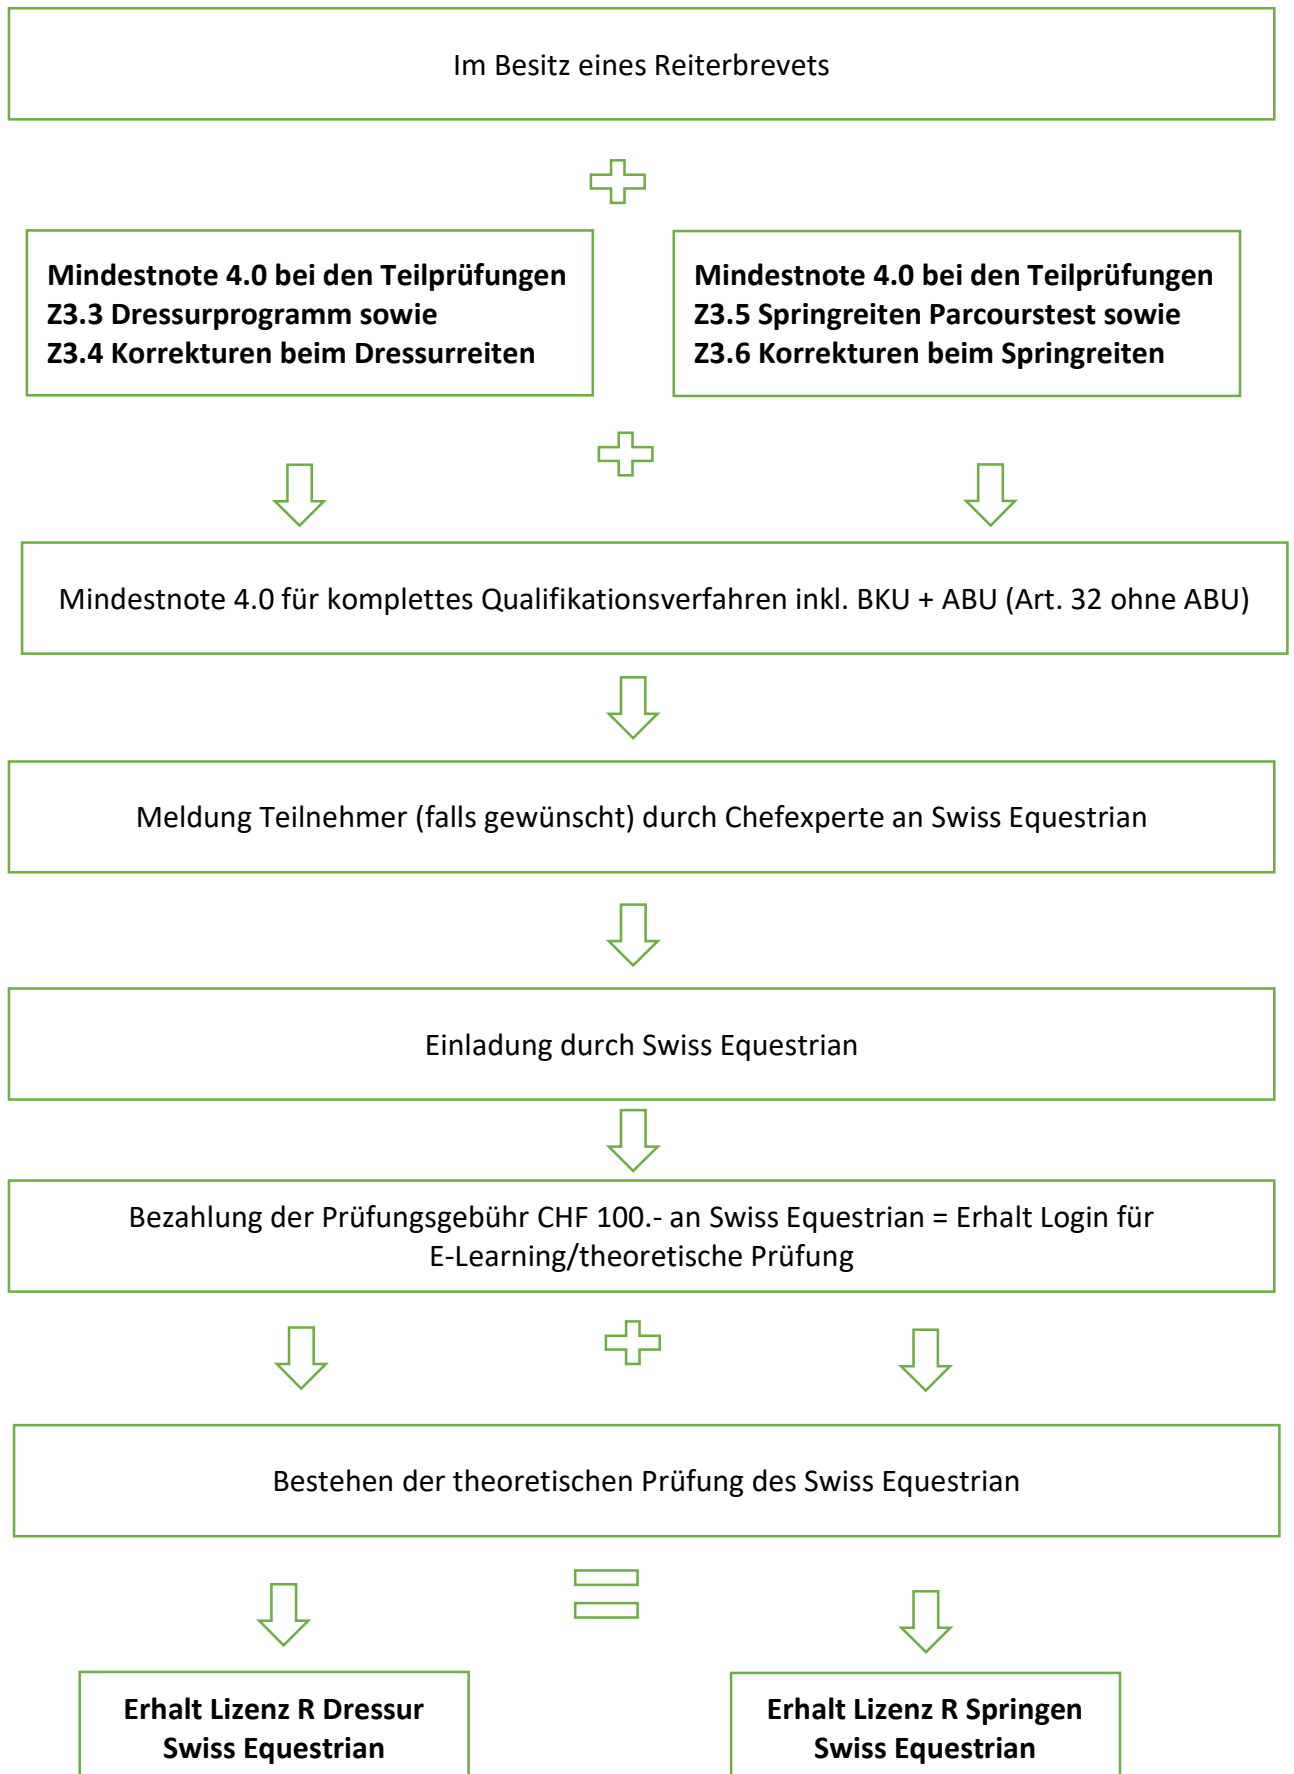 Im Besitz eines Reiterbrevets
Mindestnote 4.0 bei den Teilprüfungen
Z3.3 Dressurprogramm sowie
Z3.4 Korrekturen beim Dressurreiten
Mindestnote 4.0 bei den Teilprüfungen
Z3.5 Springreiten Parcourstest sowie
Z3.6 Korrekturen beim Springreiten
Mindestnote 4.0 für komplettes Qualifikationsverfahren inkl. BKU + ABU (Art. 32 ohne ABU)
Meldung Teilnehmer (falls gewünscht) durch Chefexperte an Swiss Equestrian
Einladung durch Swiss Equestrian
Bezahlung der Prüfungsgebühr CHF 100.- an Swiss Equestrian = Erhalt Login für
E-Learning/theoretische Prüfung
Bestehen der theoretischen Prüfung des Swiss Equestrian
Erhalt Lizenz R Dressur
Swiss Equestrian
Erhalt Lizenz R Springen
Swiss Equestrian